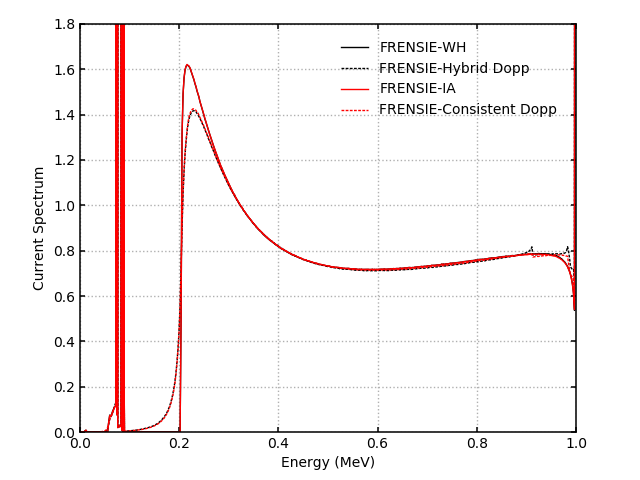 1.8
1.6
1.4
1.2
1.0
0.8
0.6
0.4
0.2
0.0
Current Spectrum
FRENSIE-WH
FRENSIE-Hybrid Dopp
FRENSIE-IA
FRENSIE-Consistent Dopp
0.0 0.2 0.4 0.6 0.8 1.0
Energy (MeV)